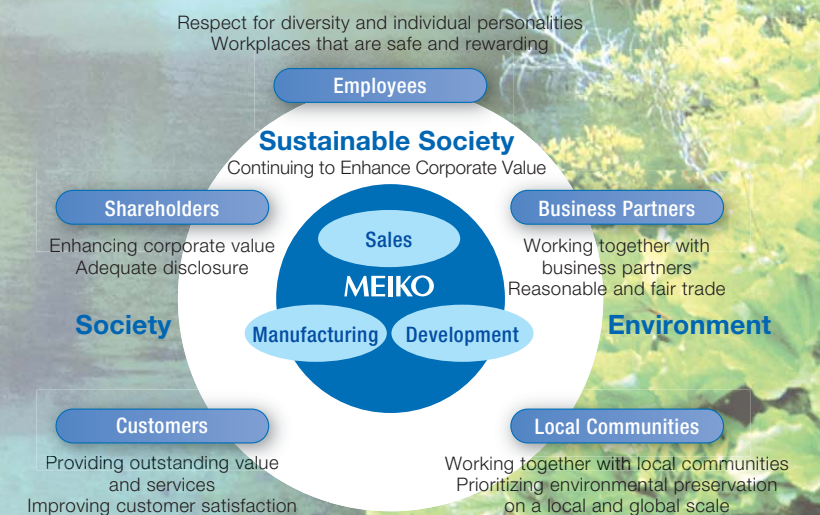 Respect for diversity and individual personalities
Workplaces that are safe and rewarding
Employees
Sustainable Society
Continuing to Enhance Corporate Value
Shareholders
Enhancing corporate value
Adequate disclosure
Business Partners
Working together with
business partners
Reasonable and fair trade
Sales
MEIKO
Manufacturing
Development
Society
Environment
Customers
Providing outstanding value
and services
Improving customer satisfaction
Local Communities
Working together with local communities
Prioritizing environmental preservation
on a local and global scale